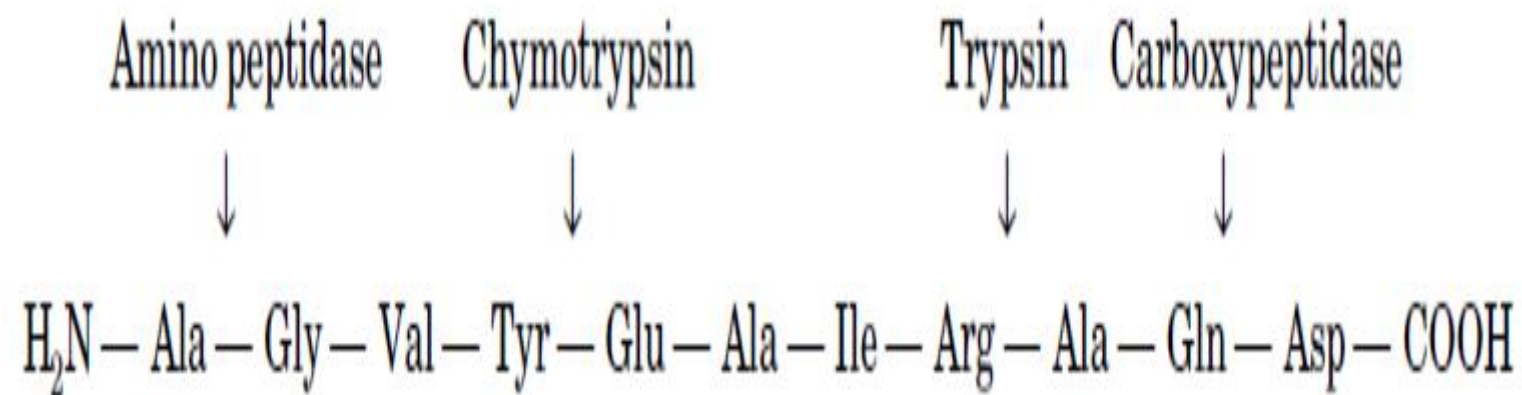 Amino peptidase Chymotrypsin Trypsin Carboxypeptidase
↓ ↓ ↓ ↓
H₂N — Ala — Gly — Val — Tyr — Glu — Ala — Ile — Arg — Ala — Gln — Asp — COOH